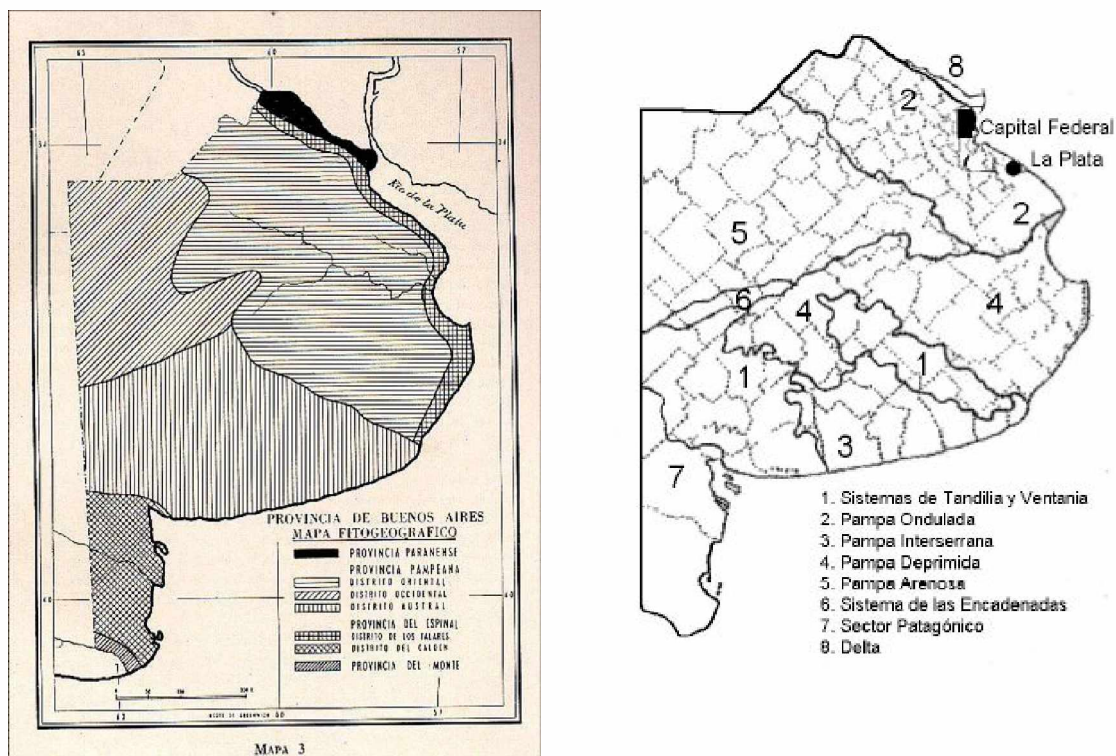 65
60
57
34
34
Rio de la Plata
PROVINCIA DE BUENOS AIRES
MAPA FITOGEOGRAFICO
PROVINCIA PARANENSE
PROVINCIA PAMPEANA
DISTRITO ORIENTAL
DISTRITO OCCIDENTAL
DISTRITO AUSTRAL
PROVINCIA DEL ESPINAL
DISTRITO DE LOS TALARES
DISTRITO DEL CALDEN
PROVINCIA DEL MONTE
40
40
63
60
57
MAPA 3
8
2
Capital Federal
La Plata
2
5
6
4
4
1
1
3
7
1. Sistemas de Tandilia y Ventania
2. Pampa Ondulada
3. Pampa Interserrana
4. Pampa Deprimida
5. Pampa Arenosa
6. Sistema de las Encadenadas
7. Sector Patagónico
8. Delta